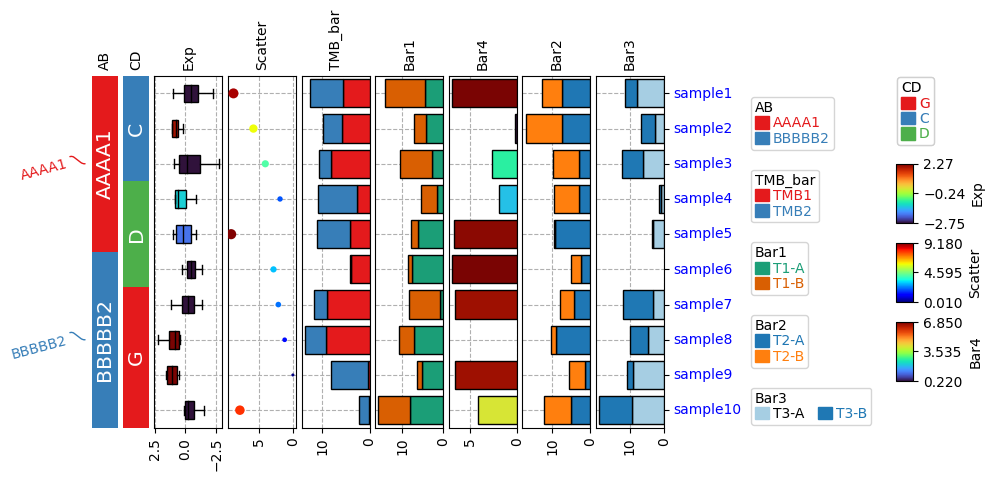 AB
CD
Exp
Scatter
TMB_bar
Bar1
Bar4
Bar2
Bar3
AAAA1
BBBBB2
AAAA1
BBBBB2
C
D
G
sample1
sample2
sample3
sample4
sample5
sample6
sample7
sample8
sample9
sample10
2.5 0.0 −2.5
5 0
10 0
10 0
5 0
10 0
10 0
AB
AAAA1
BBBBB2
TMB_bar
TMB1
TMB2
Bar1
T1-A
T1-B
Bar2
T2-A
T2-B
Bar3
T3-A T3-B
CD
G
C
D
2.27
−0.24
−2.75
Exp
9.180
4.595
0.010
Scatter
6.850
3.535
0.220
Bar4